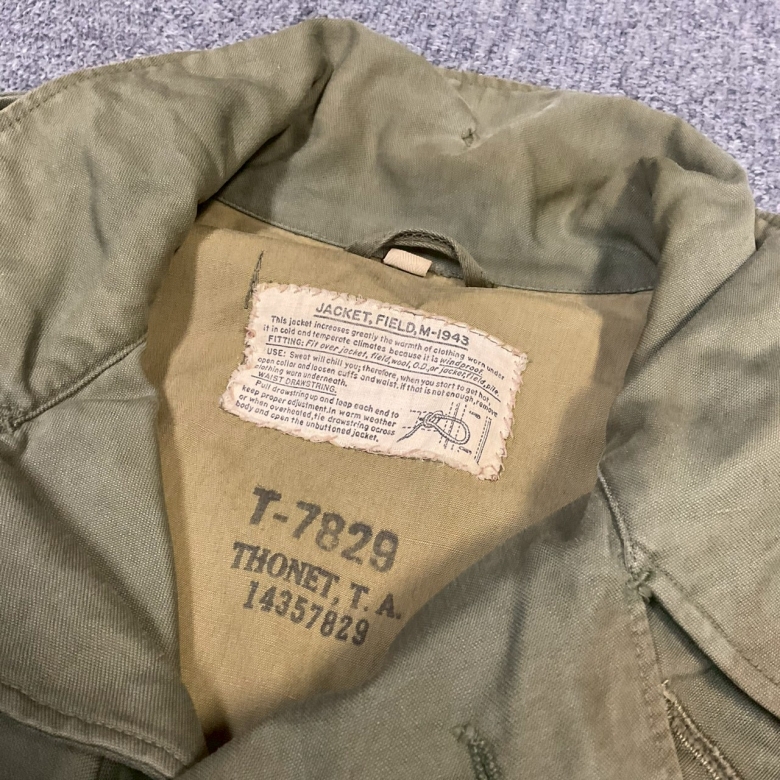 JACKET, FIELD, M-1943
This jacket increases greatly the warmth of clothing worn under
it in cold and temperate climates because it is windproof.
FITTING: Fit over jacket, field, wool, O.D., or jacket, field, pile.
USE: Sweat will chill you; therefore, when you start to get hot
open collar and loosen cuffs and waist. If that is not enough, remove
clothing worn underneath.
WAIST DRAWSTRING.
Pull drawstring up and loop each end to
keep proper adjustment. In warm weather
or when overheated, tie drawstring across
body and open the unbuttoned jacket.
T-7829
THONET, T. A.
14357829